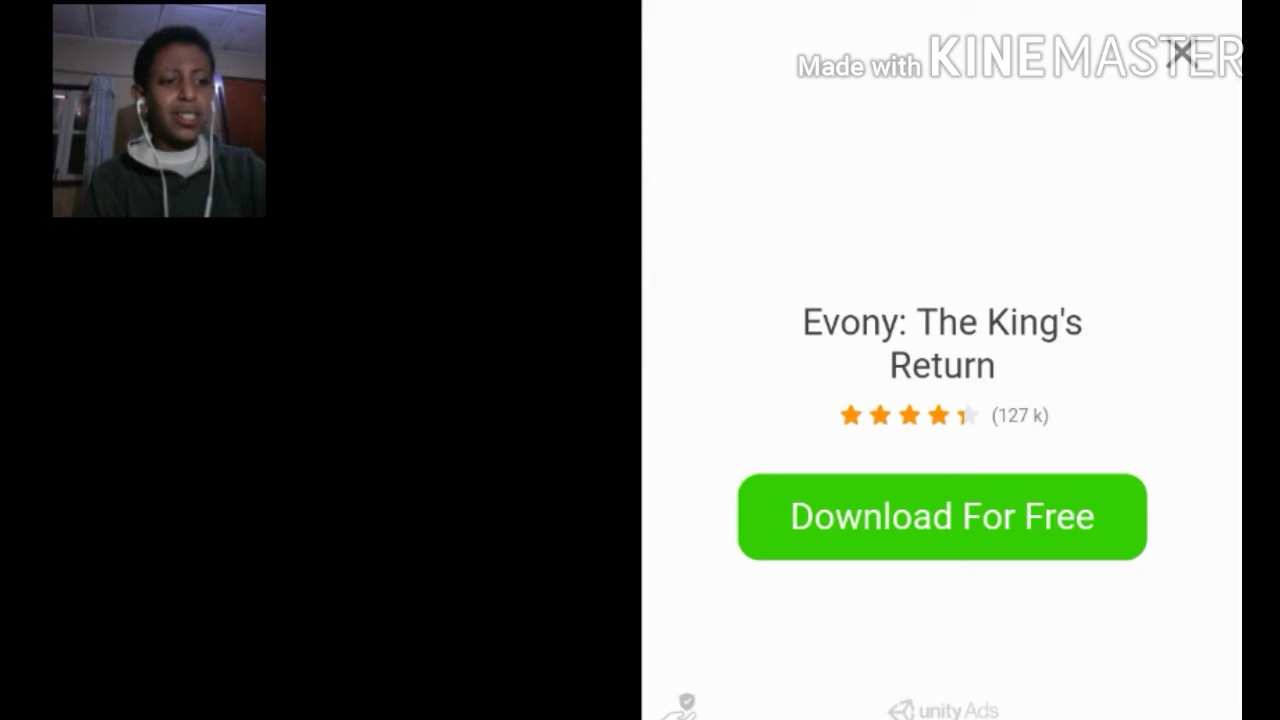 Made with KINEMASTER
Evony: The King's
Return
(127 k)
Download For Free
unity Ads